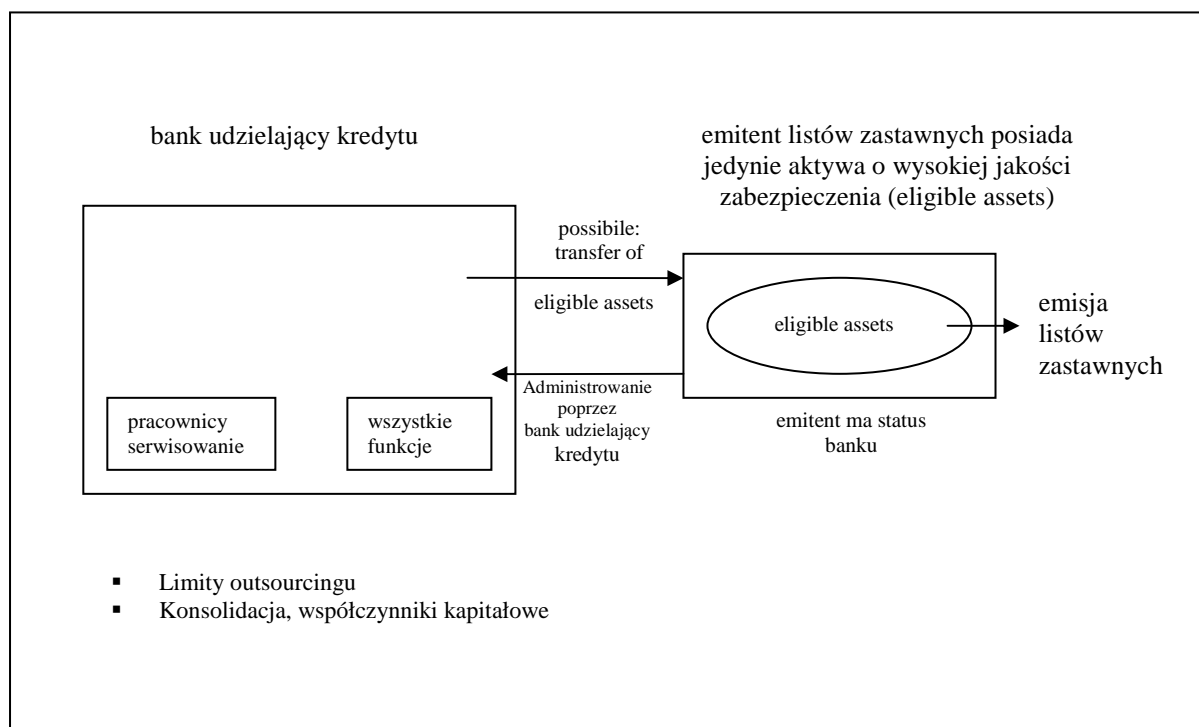 bank udzielający kredytu
emitent listów zastawnych posiada
jedynie aktywa o wysokiej jakości
zabezpieczenia (eligible assets)
possibile:
transfer of
eligible assets
eligible assets
emisja
listów
zastawnych
Administrowanie
poprzez
bank udzielający
kredytu
pracownicy
serwisowanie
wszystkie
funkcje
emitent ma status
banku
▪ Limity outsourcingu
▪ Konsolidacja, współczynniki kapitałowe